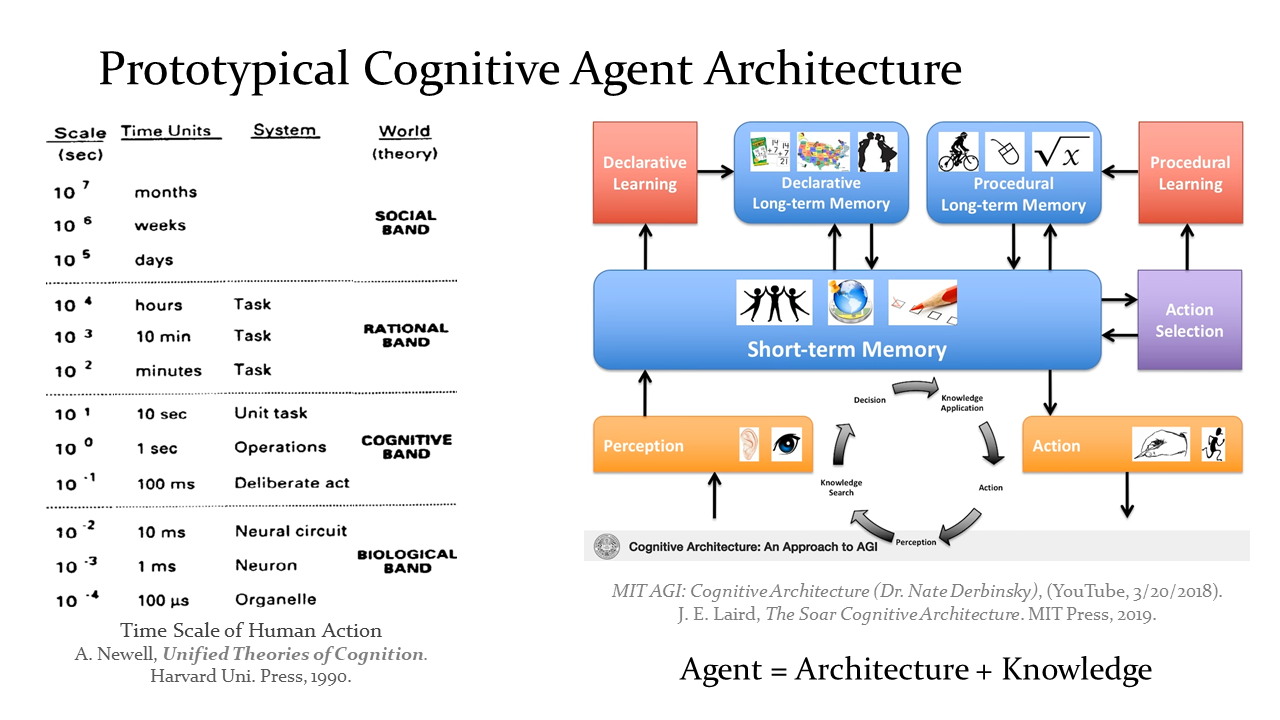 Prototypical Cognitive Agent Architecture
Scale Time Units System World
(sec) (theory)
10 7 months
SOCIAL
10 6 weeks
BAND
10 5 days
10 4 hours Task
RATIONAL
10 3 10 min Task
BAND
10 2 minutes Task
10 1 10 sec Unit task
COGNITIVE
10 0 1 sec Operations
BAND
10 -1 100 ms Deliberate act
10 -2 10 ms Neural circuit
BIOLOGICAL
10 -3 1 ms Neuron
BAND
10 -4 100 µs Organelle
Time Scale of Human Action
A. Newell, Unified Theories of Cognition.
Harvard Uni. Press, 1990.
Declarative
Learning
14
+7
21
14
+7
Declarative
Long-term Memory
√x
Procedural
Long-term Memory
Procedural
Learning
Short-term Memory
Action
Selection
Perception
Action
Decision
Knowledge
Application
Action
Perception
Knowledge
Search
Cognitive Architecture: An Approach to AGI
MIT AGI: Cognitive Architecture (Dr. Nate Derbinsky), (YouTube, 3/20/2018).
J. E. Laird, The Soar Cognitive Architecture. MIT Press, 2019.
Agent = Architecture + Knowledge